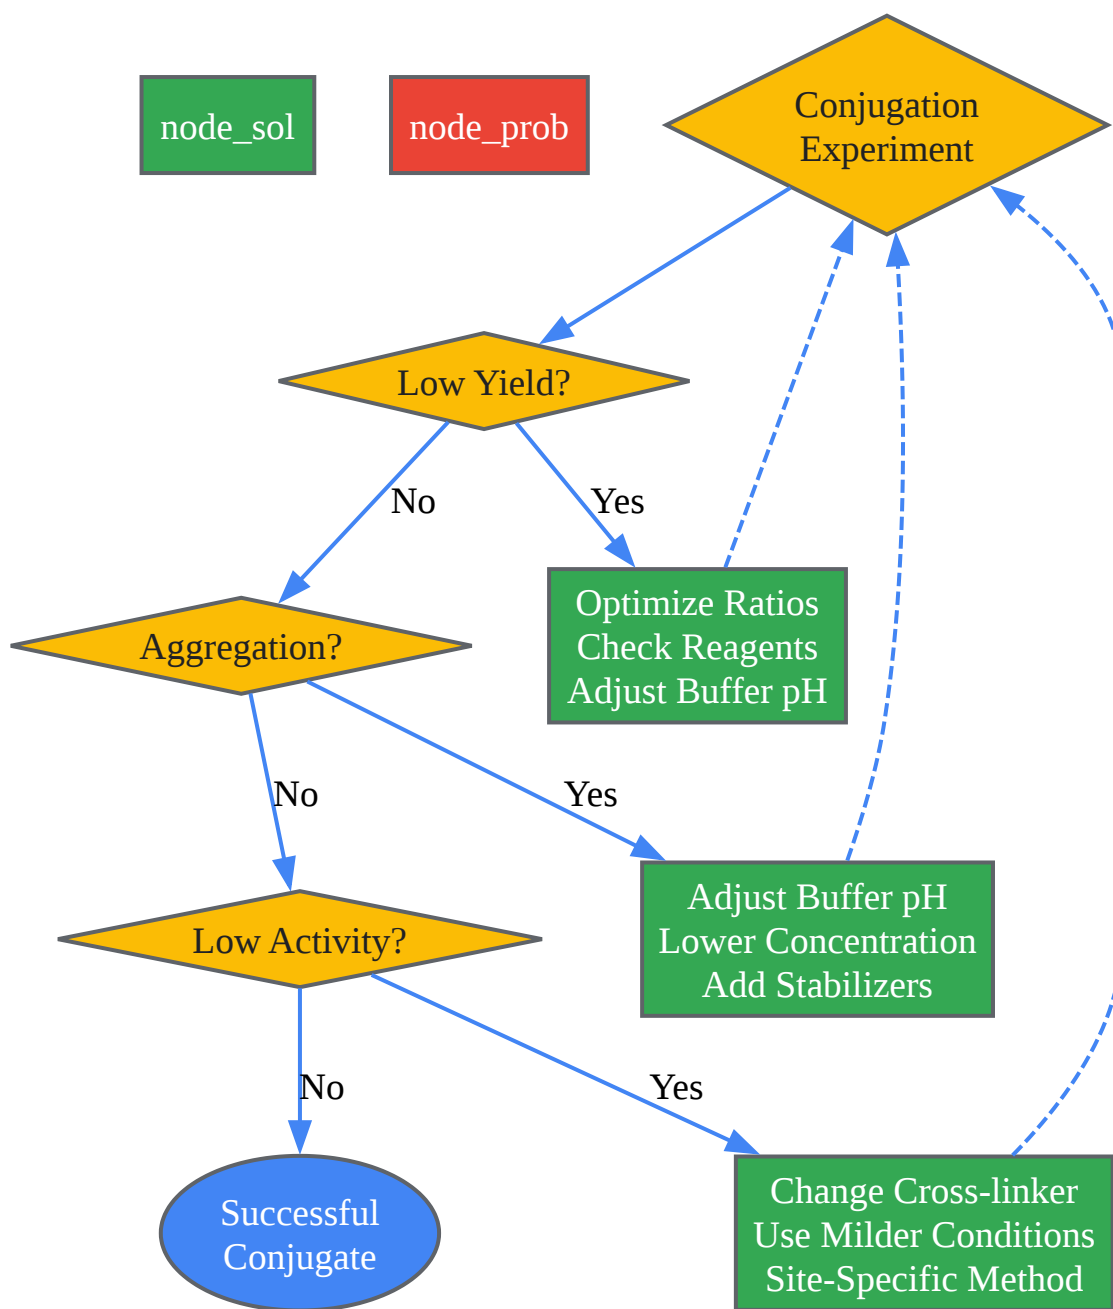 node_sol
node_prob
Conjugation
Experiment
Low Yield?
No
Yes
Optimize Ratios
Check Reagents
Adjust Buffer pH
Aggregation?
No
Yes
Adjust Buffer pH
Lower Concentration
Add Stabilizers
Low Activity?
No
Yes
Change Cross-linker
Use Milder Conditions
Site-Specific Method
Successful
Conjugate